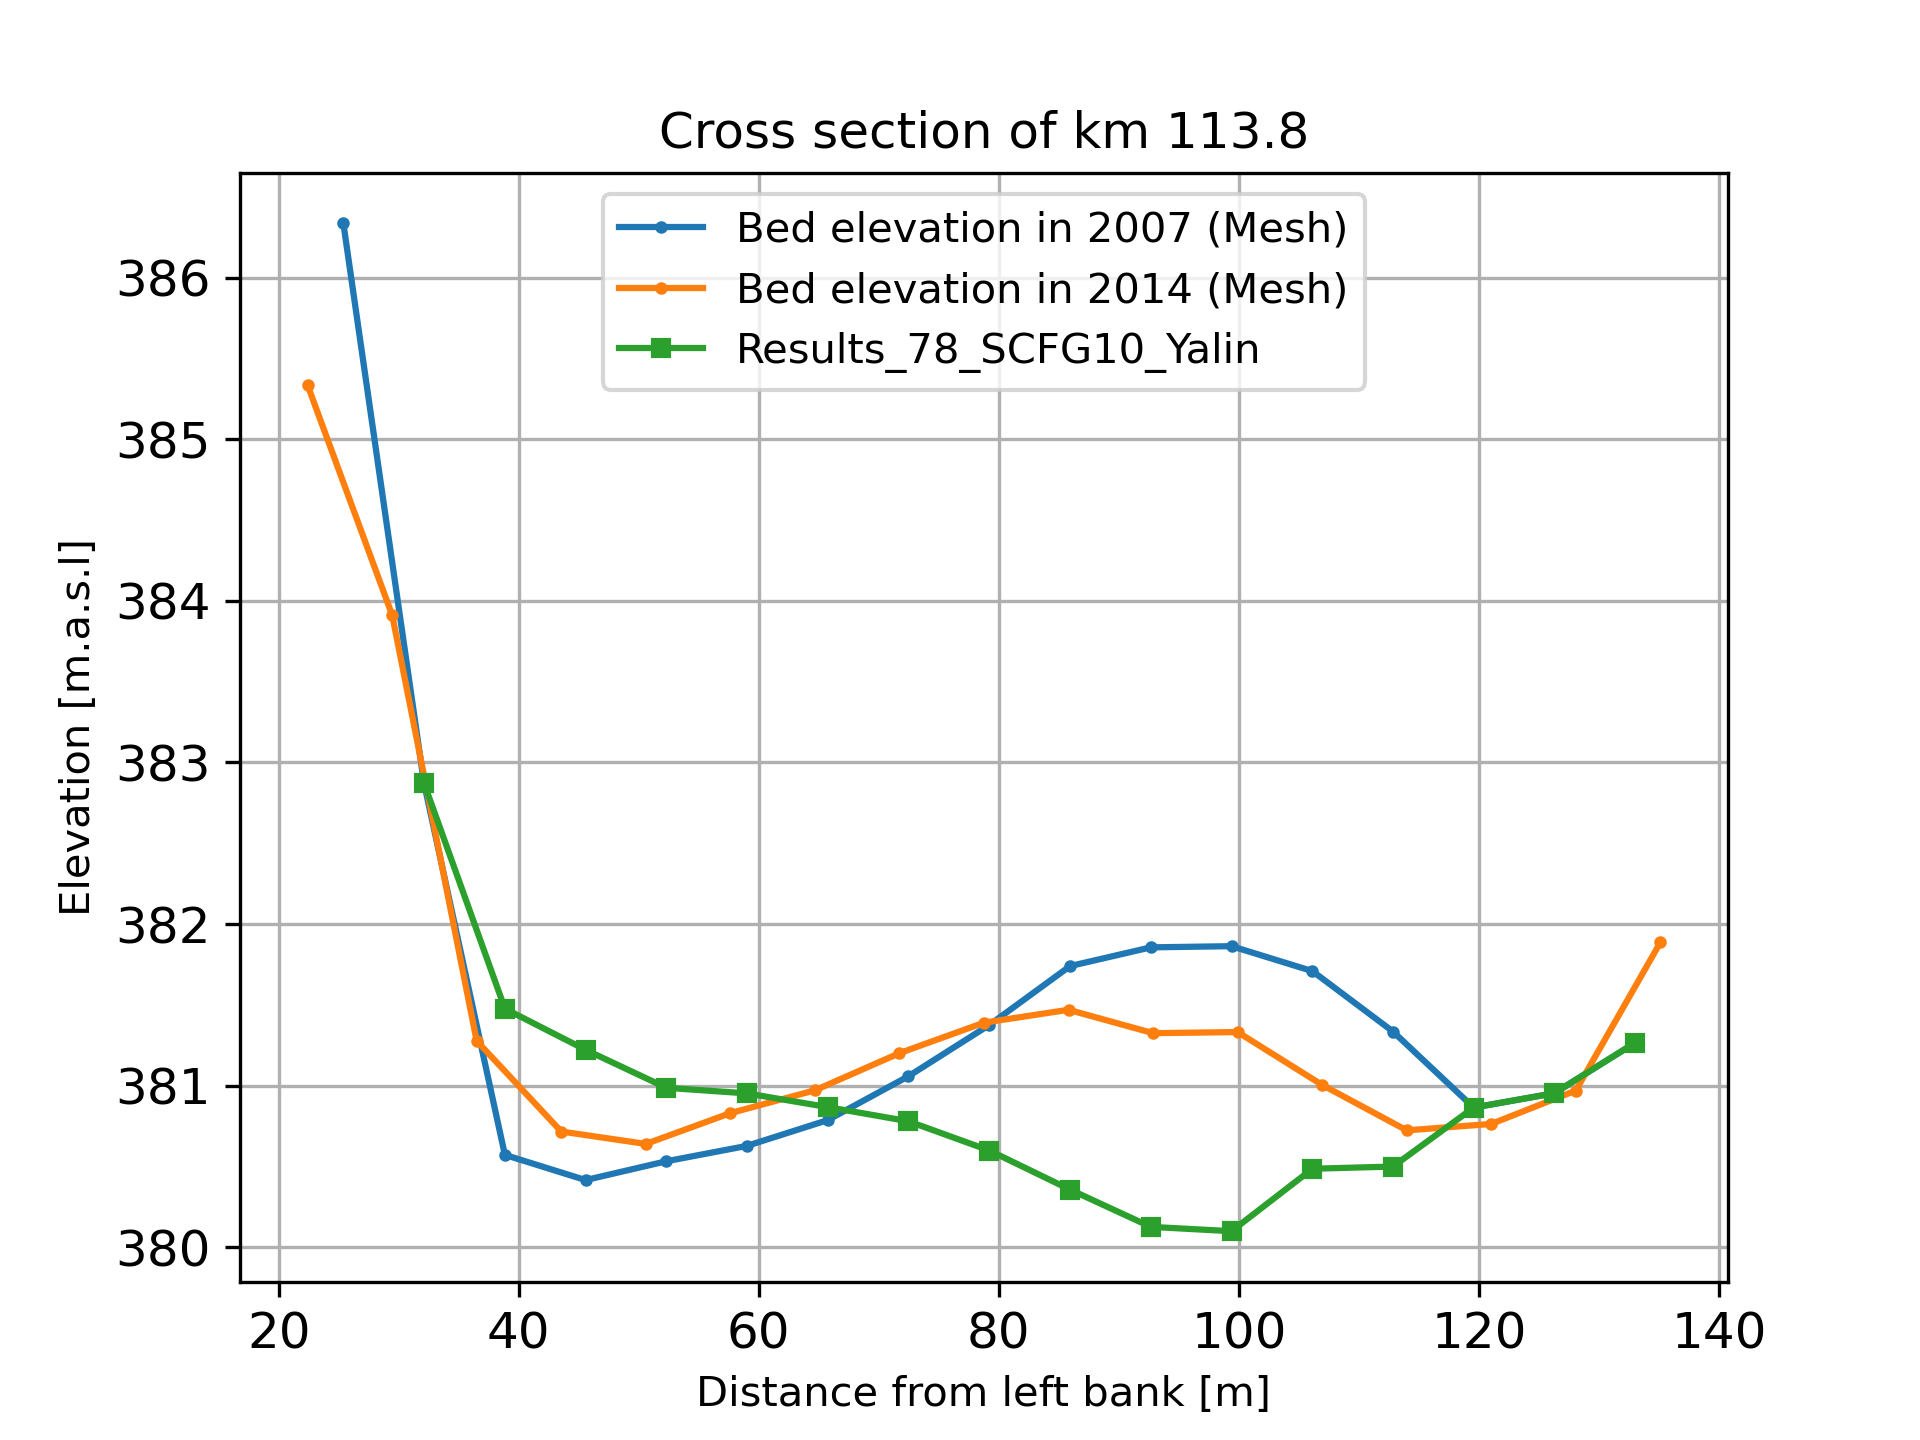 Cross section of km 113.8
Bed elevation in 2007 (Mesh)
Bed elevation in 2014 (Mesh)
Results_78_SCFG10_Yalin
Elevation [m.a.s.l]
386
385
384
383
382
381
380
20 40 60 80 100 120 140
Distance from left bank [m]